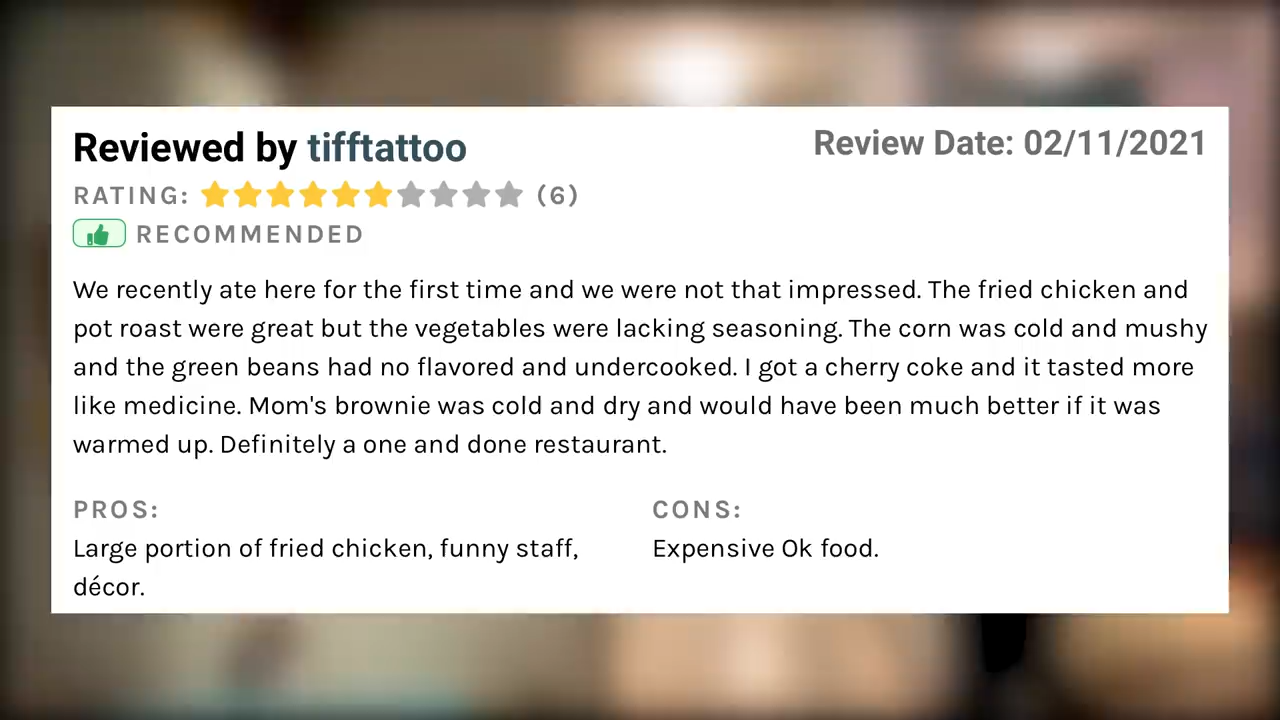 Reviewed by tifftattoo
Review Date: 02/11/2021
RATING: (6)
RECOMMENDED
We recently ate here for the first time and we were not that impressed. The fried chicken and
pot roast were great but the vegetables were lacking seasoning. The corn was cold and mushy
and the green beans had no flavored and undercooked. I got a cherry coke and it tasted more
like medicine. Mom's brownie was cold and dry and would have been much better if it was
warmed up. Definitely a one and done restaurant.
PROS:
Large portion of fried chicken, funny staff,
décor.
CONS:
Expensive Ok food.